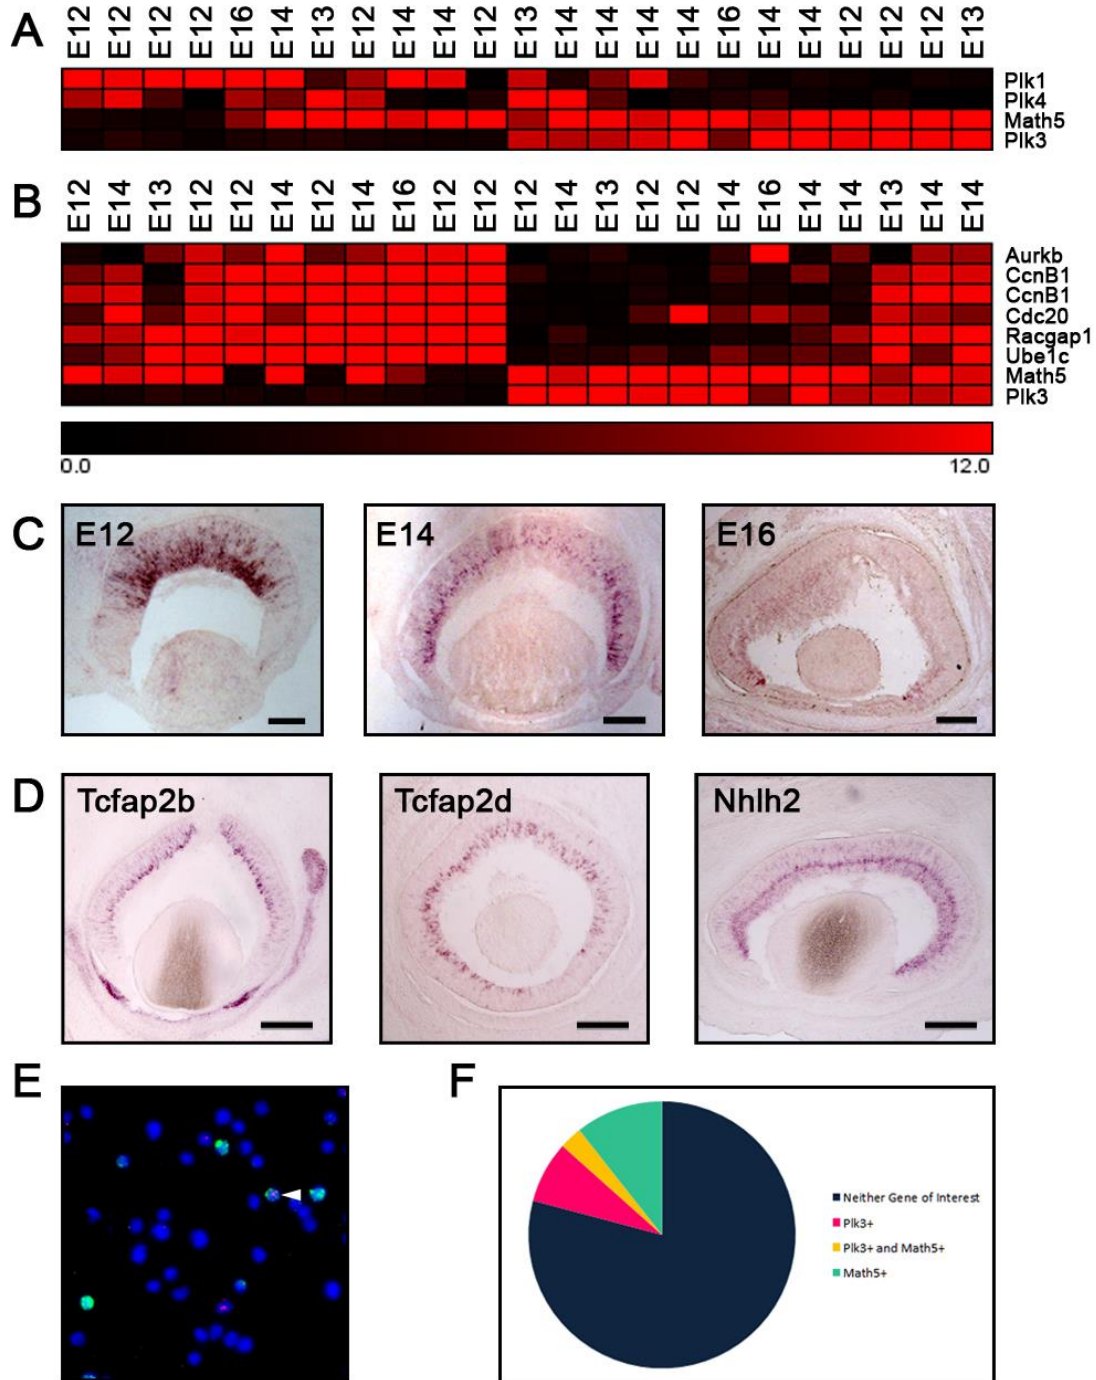 A
E12 E12 E12 E12 E16 E14 E13 E12 E14 E14 E12 E13 E14 E14 E14 E14 E16 E14 E14 E12 E12 E12 E13
Plk1
Plk4
Math5
Plk3
B
E12 E14 E13 E12 E12 E14 E12 E14 E16 E12 E12 E12 E14 E13 E14 E12 E14 E16 E14 E14 E13 E14 E14
Aurkb
CcnB1
CcnB1
Cdc20
Racgap1
Ube1c
Math5
Plk3
0.0 12.0
C
E12 E14 E16
D
Tcfap2b Tcfap2d Nhlh2
E F
Neither Gene of Interest
Plk3+
Plk3+ and Math5+
Math5+